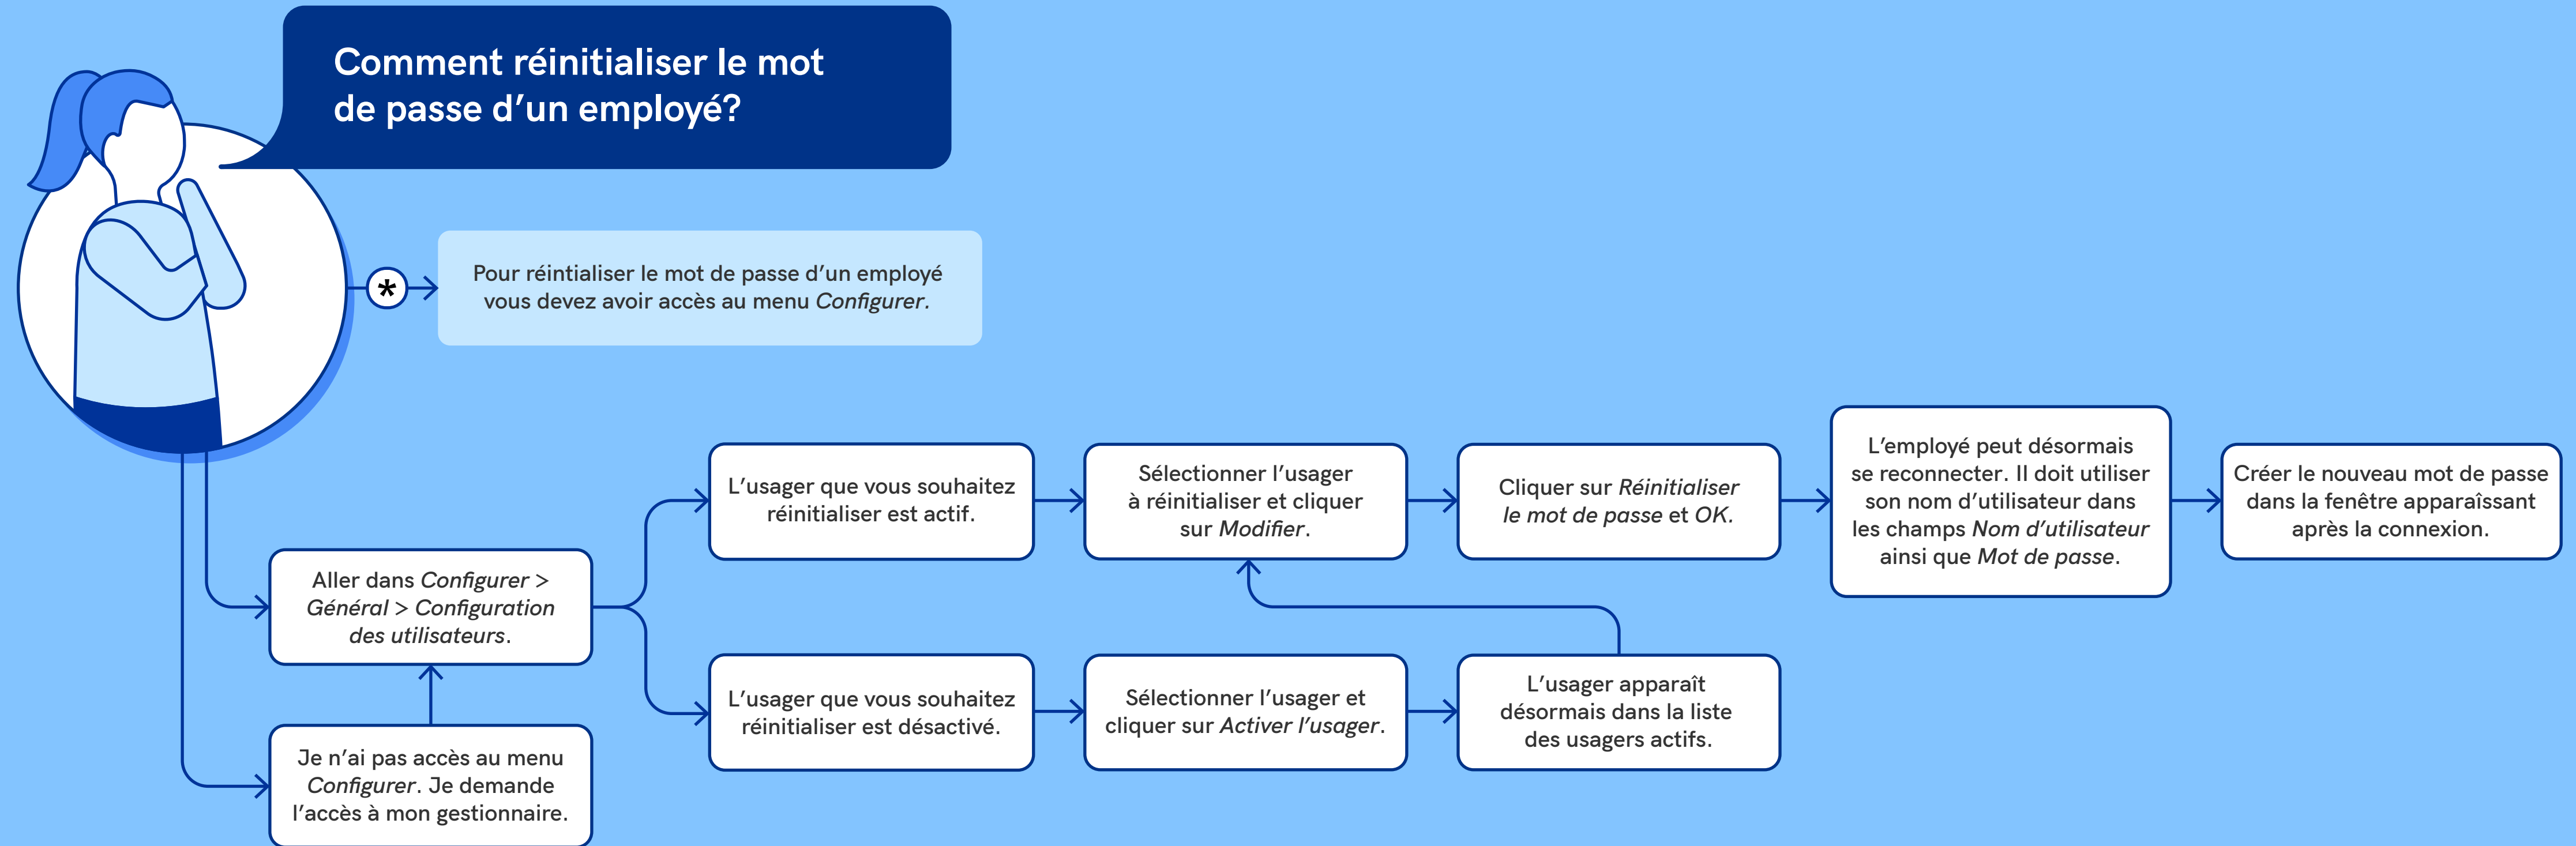 Comment réinitialiser le mot
de passe d’un employé?
*
Pour réintialiser le mot de passe d’un employé
vous devez avoir accès au menu Configurer.
Aller dans Configurer >
Général > Configuration
des utilisateurs.
Je n’ai pas accès au menu
Configurer. Je demande
l’accès à mon gestionnaire.
L’usager que vous souhaitez
réinitialiser est actif.
Sélectionner l’usager
à réinitialiser et cliquer
sur Modifier.
Cliquer sur Réinitialiser
le mot de passe et OK.
L’employé peut désormais
se reconnecter. Il doit utiliser
son nom d’utilisateur dans
les champs Nom d’utilisateur
ainsi que Mot de passe.
Créer le nouveau mot de passe
dans la fenêtre apparaîssant
après la connexion.
L’usager que vous souhaitez
réinitialiser est désactivé.
Sélectionner l’usager et
cliquer sur Activer l’usager.
L’usager apparaît
désormais dans la liste
des usagers actifs.